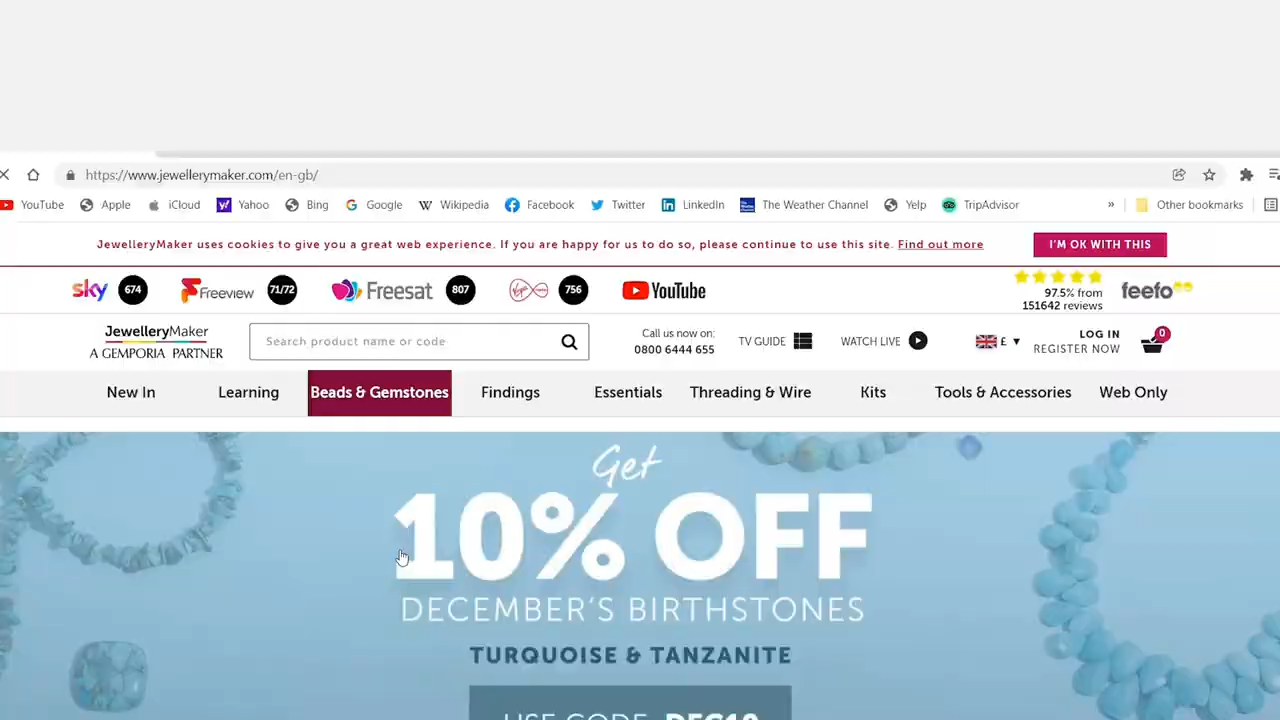 https://www.jewellerymaker.com/en-gb/
YouTube Apple iCloud Yahoo Bing Google Wikipedia Facebook Twitter LinkedIn The Weather Channel Yelp TripAdvisor » Other bookmarks
JewelleryMaker uses cookies to give you a great web experience. If you are happy for us to do so, please continue to use this site. Find out more I'M OK WITH THIS
sky 674 Freeview 71/72 Freesat 807 Virgin 756 YouTube
97.5% from
151642 reviews
feefo
JewelleryMaker
A GEMPORIA PARTNER
Search product name or code
Call us now on:
0800 6444 655
TV GUIDE WATCH LIVE £
LOG IN
REGISTER NOW
0
New In Learning Beads & Gemstones Findings Essentials Threading & Wire Kits Tools & Accessories Web Only
Get
10% OFF
DECEMBER'S BIRTHSTONES
TURQUOISE & TANZANITE
USE CODE DEC10